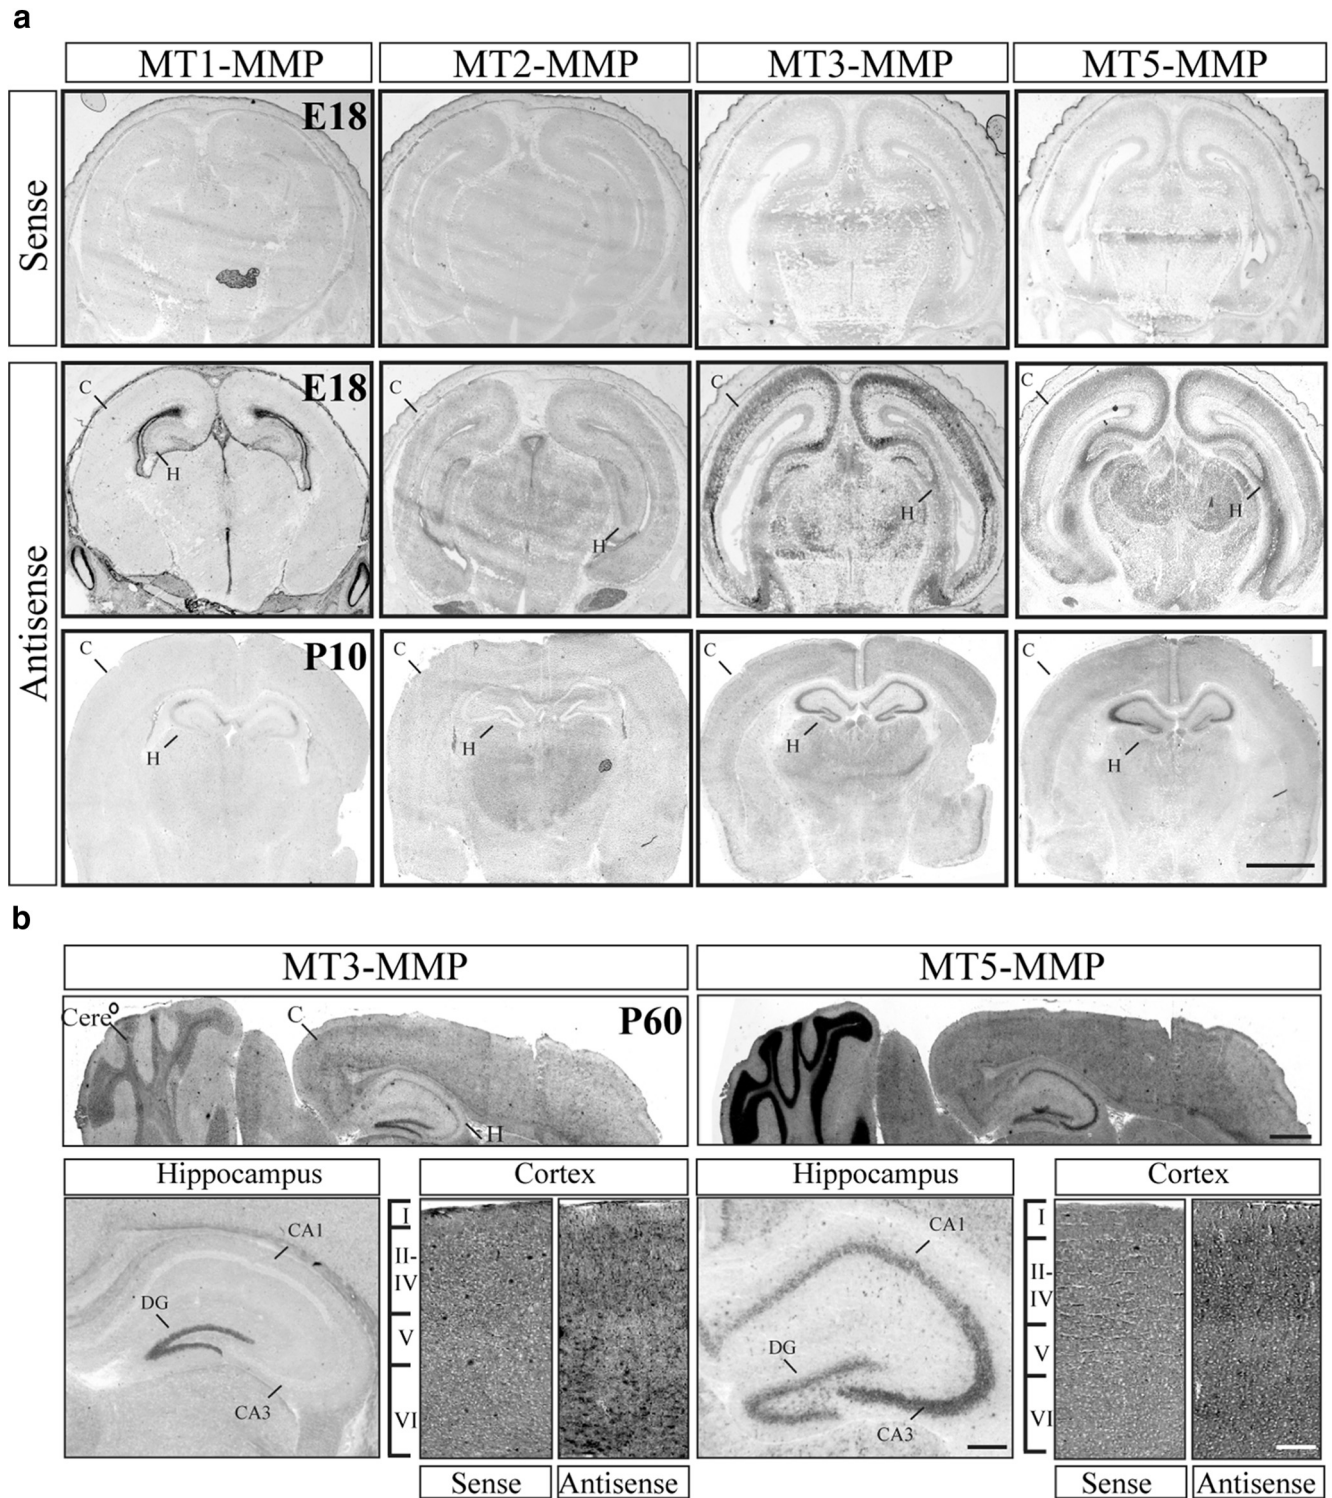 a
MT1-MMP MT2-MMP MT3-MMP MT5-MMP
Sense
E18
Antisense
E18
C
H
C
H
C
H
C
H
P10
C
H
C
H
C
H
C
H
b
MT3-MMP MT5-MMP
Cere
C
H
P60
Hippocampus Cortex Hippocampus Cortex
CA1
DG
CA3
I
II-
IV
V
VI
CA1
DG
CA3
I
II-
IV
V
VI
Sense Antisense Sense Antisense